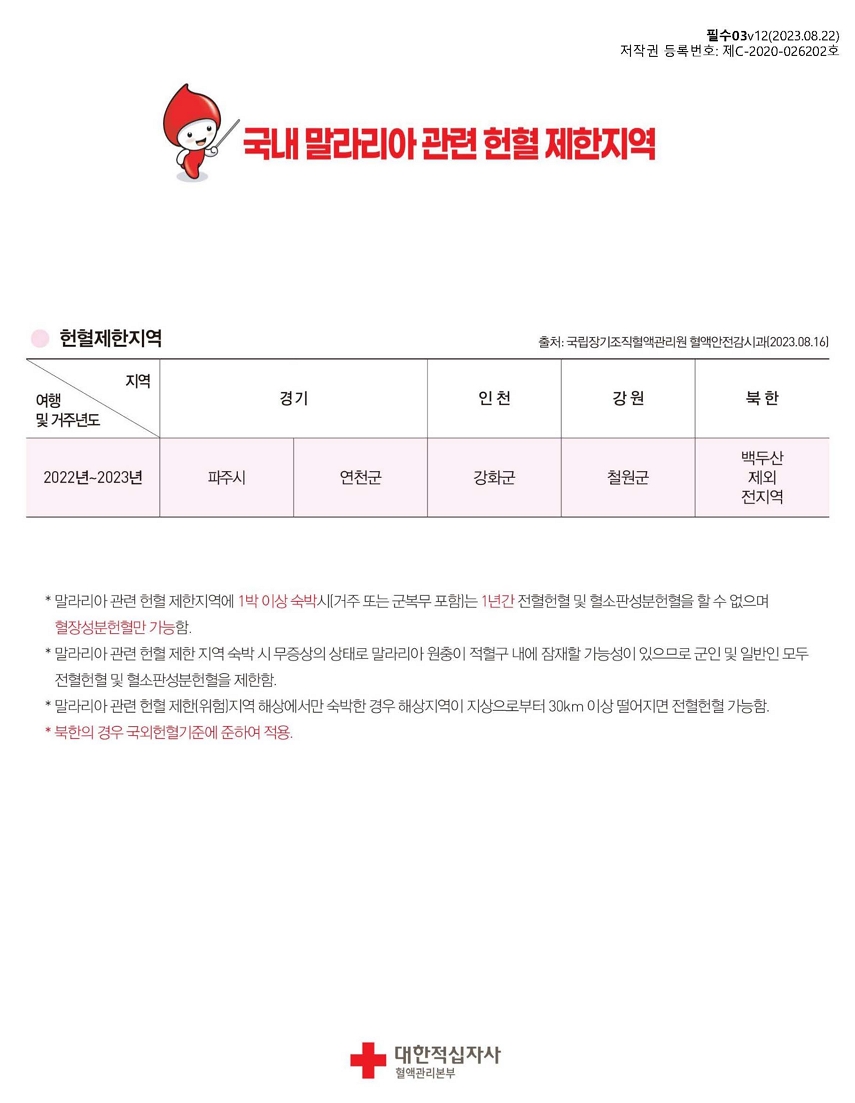 필수03v12(2023.08.22)
저작권 등록번호: 제C-2020-026202호
국내 말라리아 관련 헌혈 제한지역
헌혈제한지역
출처: 국립장기조직혈액관리원 혈액안전감시과(2023.08.16)
지역
여행
및 거주년도
경기
인천
강원
북한
2022년~2023년
파주시
연천군
강화군
철원군
백두산
제외
전지역
* 말라리아 관련 헌혈 제한지역에 1박 이상 숙박시(거주 또는 군복무 포함)는 1년간 전혈헌혈 및 혈소판성분헌혈을 할 수 없으며
혈장성분헌혈만 가능함.
* 말라리아 관련 헌혈 제한 지역 숙박 시 무증상의 상태로 말라리아 원충이 적혈구 내에 잠재할 가능성이 있으므로 군인 및 일반인 모두
전혈헌혈 및 혈소판성분헌혈을 제한함.
* 말라리아 관련 헌혈 제한(위험)지역 해상에서만 숙박한 경우 해상지역이 지상으로부터 30km 이상 떨어지면 전혈헌혈 가능함.
* 북한의 경우 국외헌혈기준에 준하여 적용.
대한적십자사
혈액관리본부